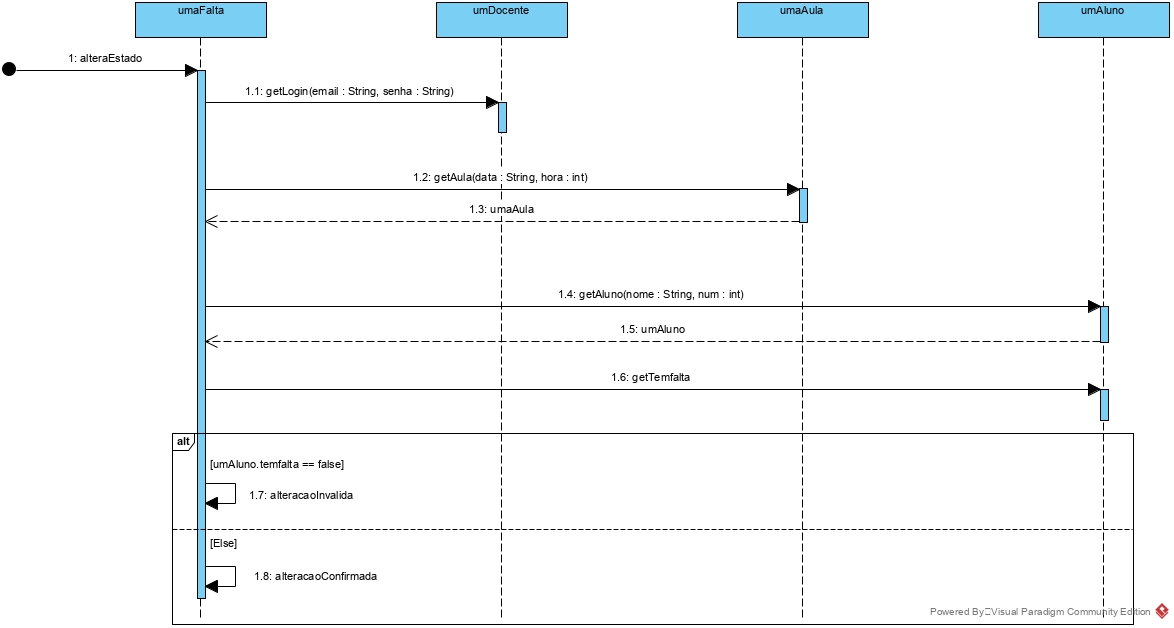 umaFalta
umDocente
umaAula
umAluno
1: alteraEstado
1.1: getLogin(email : String, senha : String)
1.2: getAula(data : String, hora : int)
1.3: umaAula
1.4: getAluno(nome : String, num : int)
1.5: umAluno
1.6: getTemfalta
alt
[umAluno.temfalta == false]
1.7: alteracaoInvalida
[Else]
1.8: alteracaoConfirmada
Powered By Visual Paradigm Community Edition